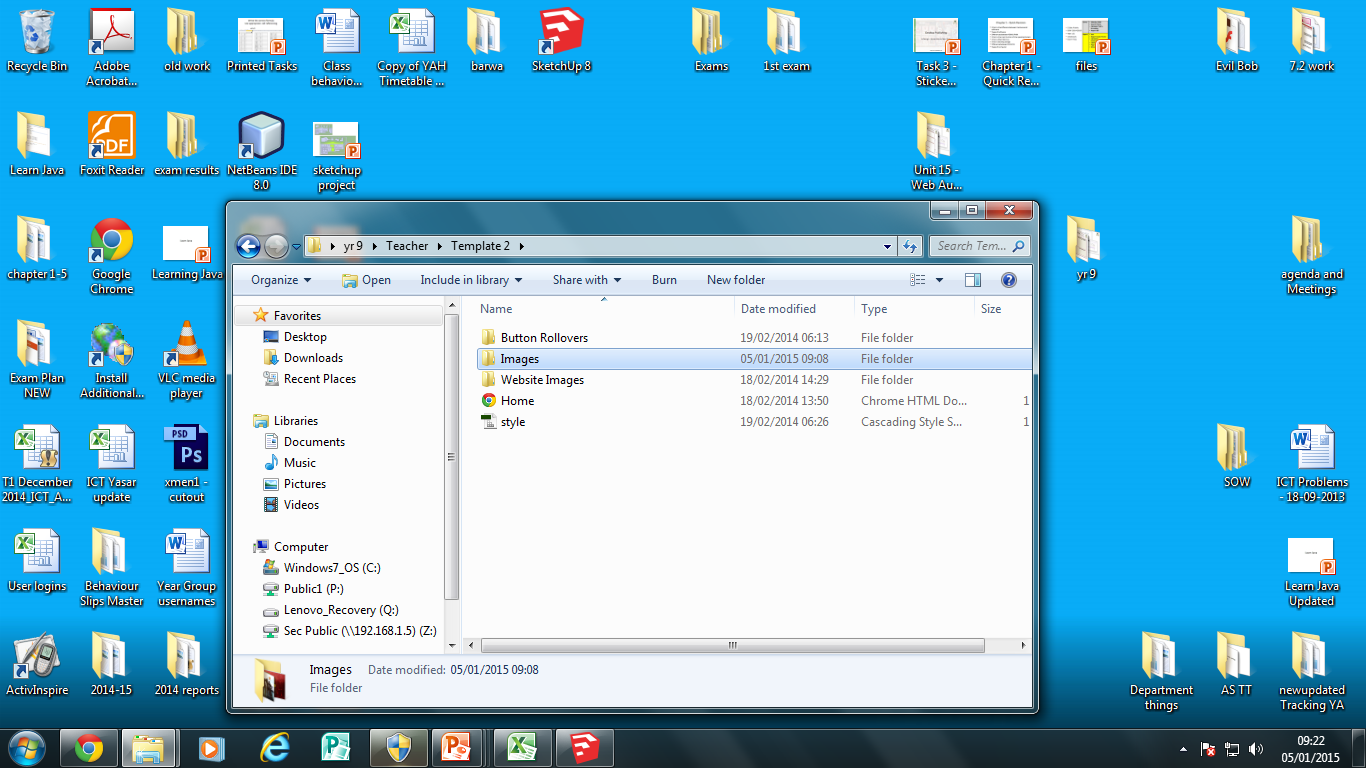 Recycle Bin
Adobe
Acrobat...
old work
Printed Tasks
Class
behavio...
Copy of YAH
Timetable ...
barwa
SketchUp 8
Exams
1st exam
Task 3 -
Sticke...
Chapter 1 -
Quick Re...
files
Evil Bob
7.2 work
Learn Java
Foxit Reader
exam results
NetBeans IDE
8.0
sketchup
project
Unit 15 -
Web Au...
chapter 1-5
Google
Chrome
Learning Java
yr 9
agenda and
Meetings
Exam Plan
NEW
Install
Additional...
VLC media
player
T1 December
2014_ICT_A...
ICT Yasar
update
PSD
Ps
xmen1 -
cutout
SOW
ICT Problems
- 18-09-2013
User logins
Behaviour
Slips Master
Year Group
usernames
Learn Java
Updated
ActivInspire
2014-15
2014 reports
Department
things
AS TT
newupdated
Tracking YA
yr 9 Teacher Template 2
Search Tem...
Organize Open Include in library Share with Burn New folder
Favorites
Desktop
Downloads
Recent Places
Libraries
Documents
Music
Pictures
Videos
Computer
Windows7_OS (C:)
Public1 (P:)
Lenovo_Recovery (Q:)
Sec Public (\\192.168.1.5) (Z:)
Name Date modified Type Size
Button Rollovers 19/02/2014 06:13 File folder
Images 05/01/2015 09:08 File folder
Website Images 18/02/2014 14:29 File folder
Home 18/02/2014 13:50 Chrome HTML Do... 1
style 19/02/2014 06:26 Cascading Style S... 1
Images Date modified: 05/01/2015 09:08
File folder
09:22
05/01/2015